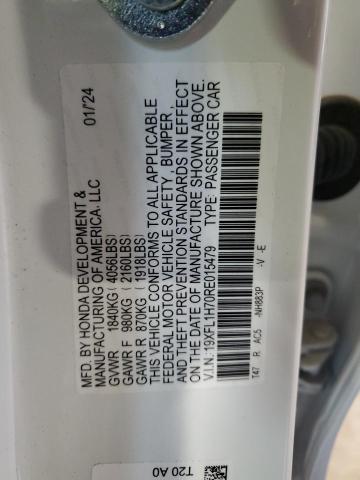 MFD. BY HONDA DEVELOPMENT &
MANUFACTURING OF AMERICA, LLC 01/'24
GVWR 1840KG ( 4056LBS)
GAWR F 980KG ( 2160LBS)
GAWR R 870KG ( 1918LBS)
THIS VEHICLE CONFORMS TO ALL APPLICABLE
FEDERAL MOTOR VEHICLE SAFETY, BUMPER ,
AND THEFT PREVENTION STANDARDS IN EFFECT
ON THE DATE OF MANUFACTURE SHOWN ABOVE.
V.I.N: 19XFL1H70RE015479 TYPE: PASSENGER CAR
T47 R AC5 -NH883P -V -E
T20 A0